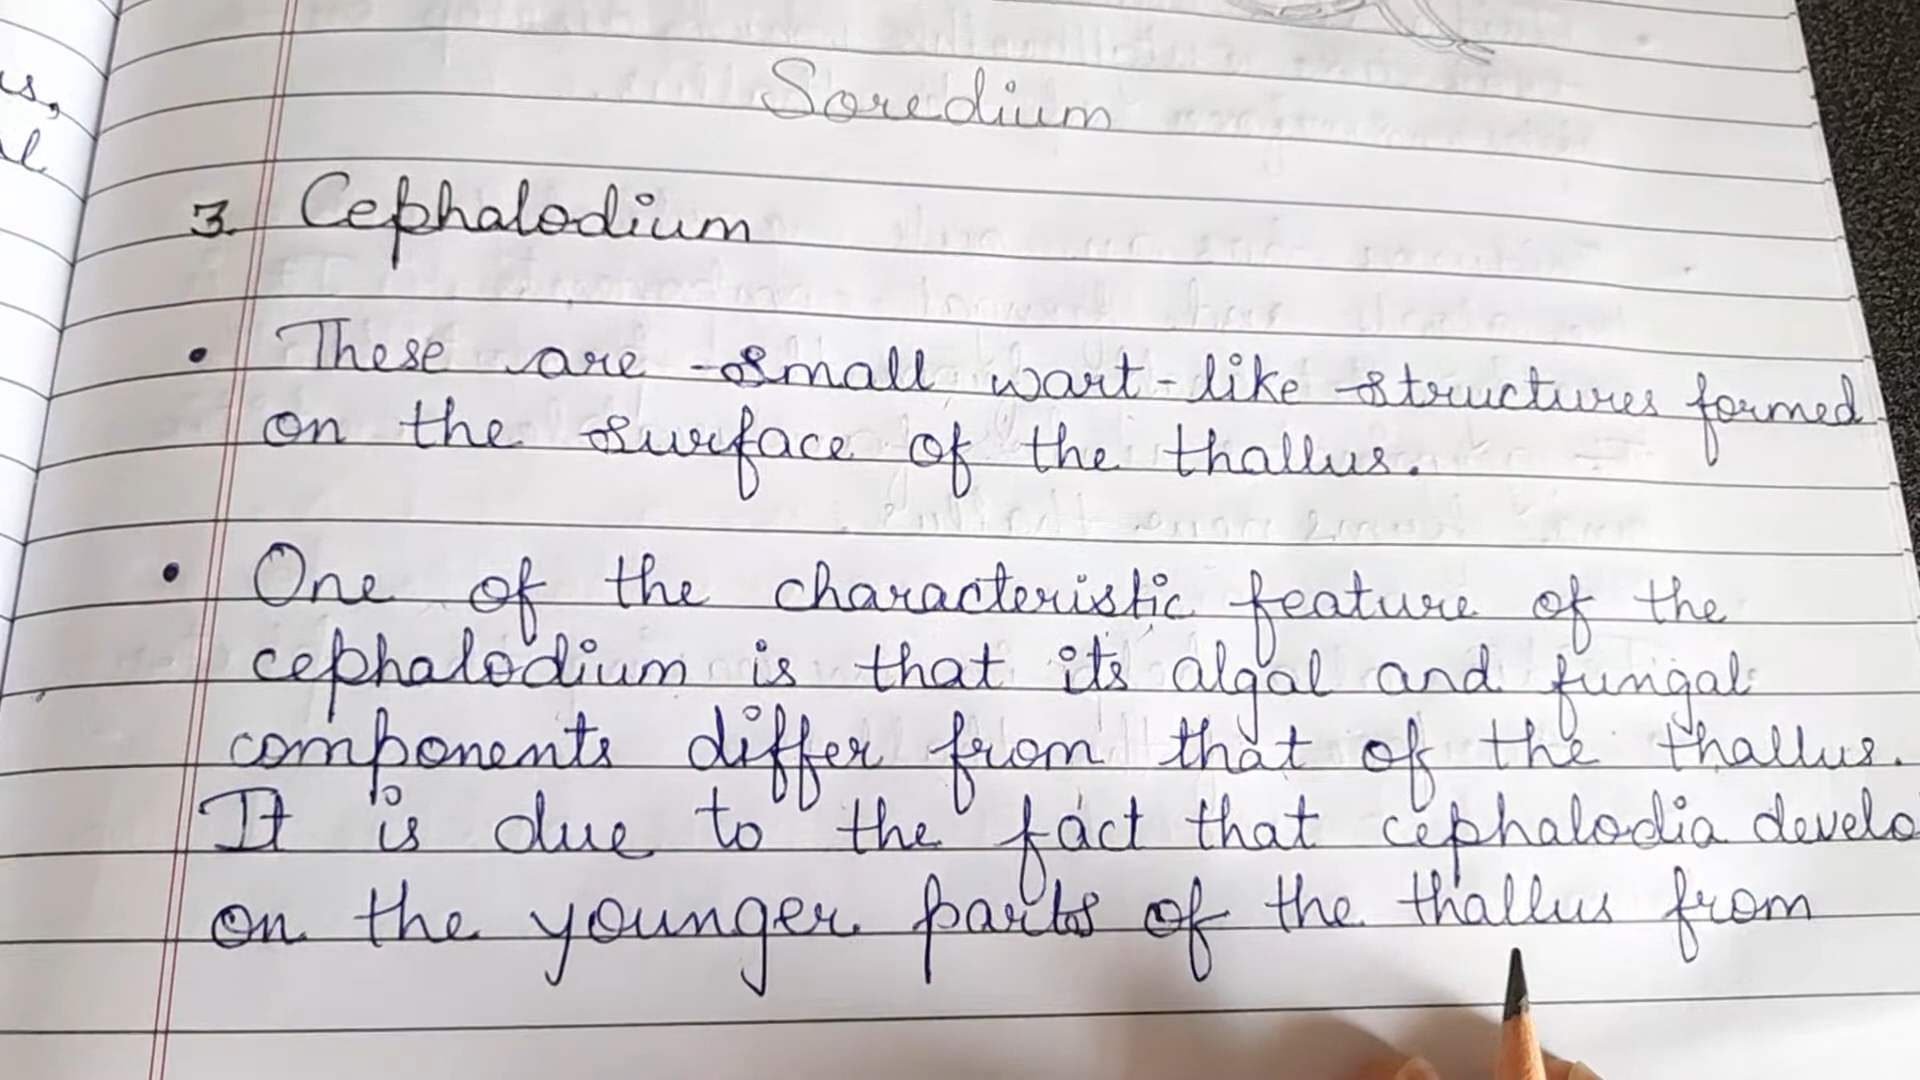 us,
al
Soredium
3. Cephalodium
• These are small wart-like structures formed
on the surface of the thallus.
• One of the characteristic feature of the
cephalodium is that its algal and fungal
components differ from that of the thallus.
It is due to the fact that cephalodia develo
on the younger parts of the thallus from